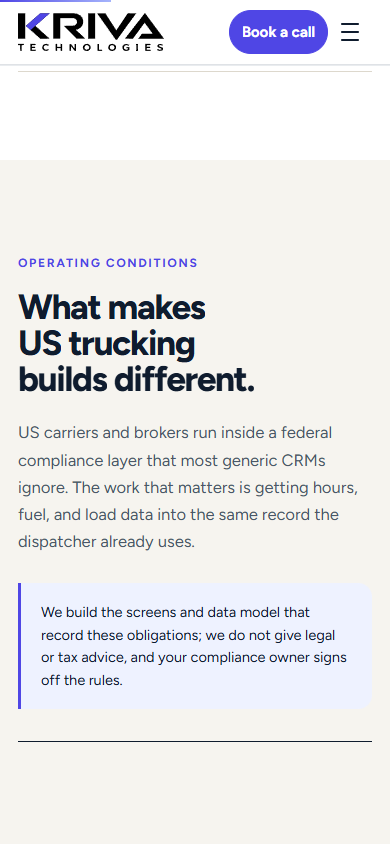 KRIVA
TECHNOLOGIES
Book a call
OPERATING CONDITIONS
What makes
US trucking
builds different.
US carriers and brokers run inside a federal
compliance layer that most generic CRMs
ignore. The work that matters is getting hours,
fuel, and load data into the same record the
dispatcher already uses.
We build the screens and data model that
record these obligations; we do not give legal
or tax advice, and your compliance owner signs
off the rules.